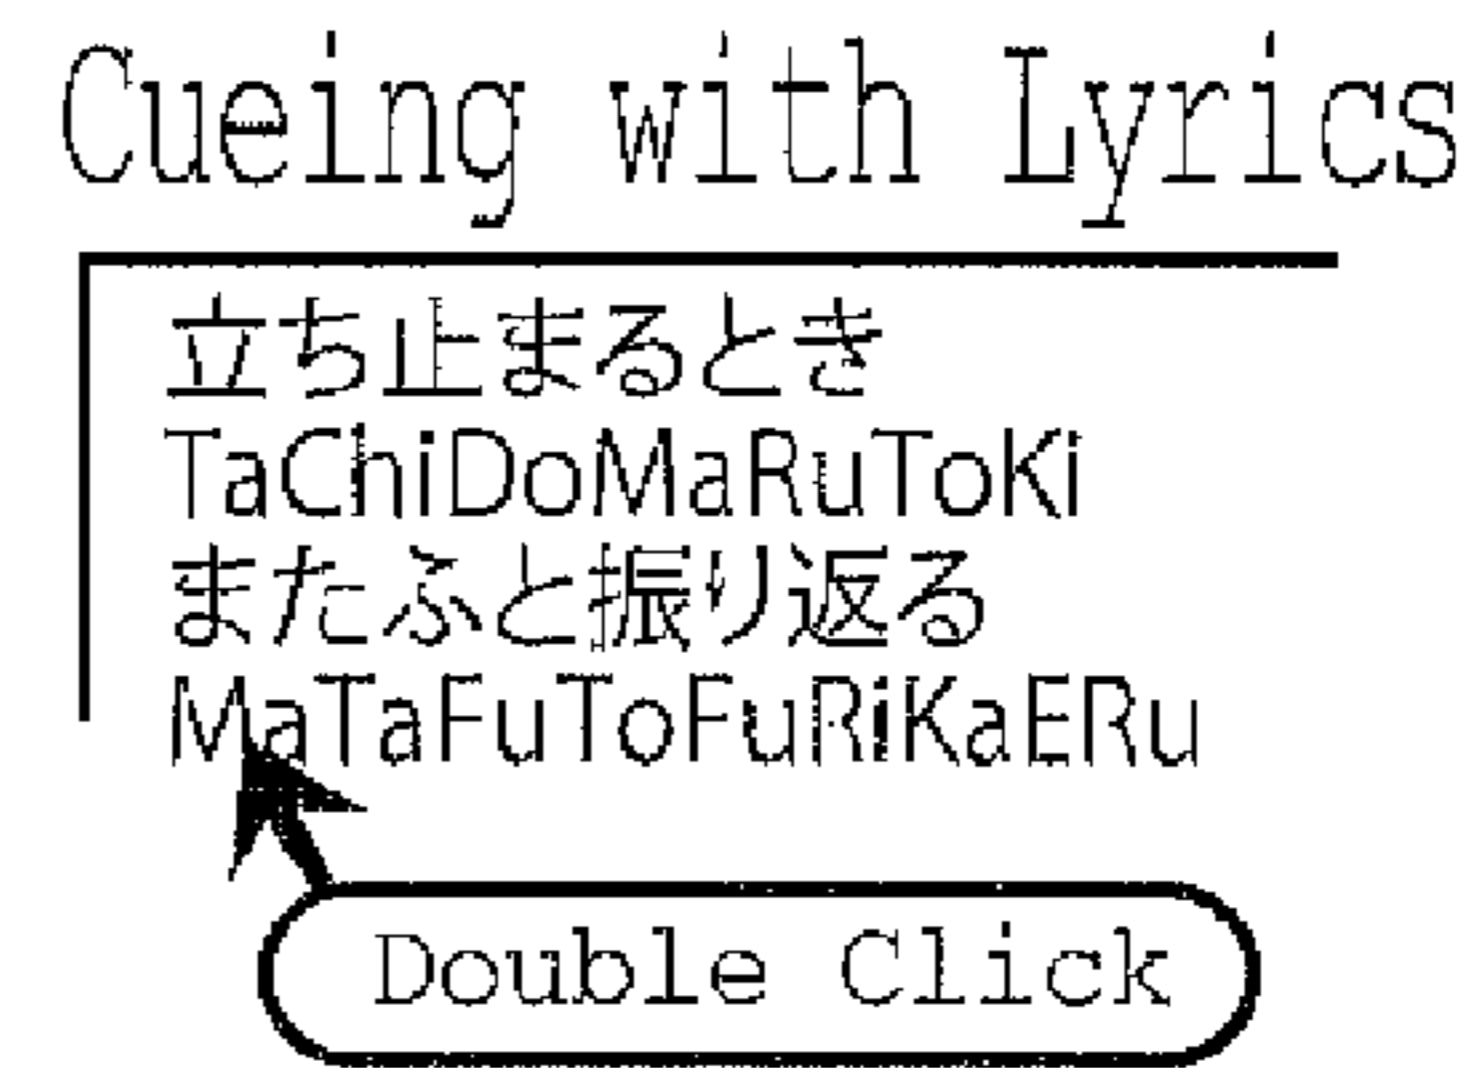 Cueing with Lyrics
立ち止まるとき
TaChiDoMaRuToKi
またふと振り返る
MaTaFuToFuRiKaERu
Double Click